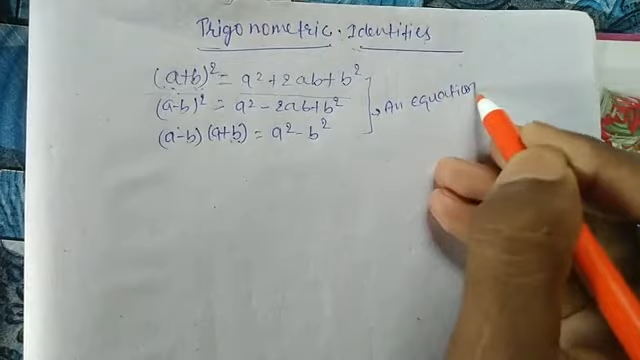 Trigonometric. Identities
(a+b)² = a² + 2ab + b²
(a-b)² = a² - 2ab + b²
(a-b) (a+b) = a² - b²
An equation